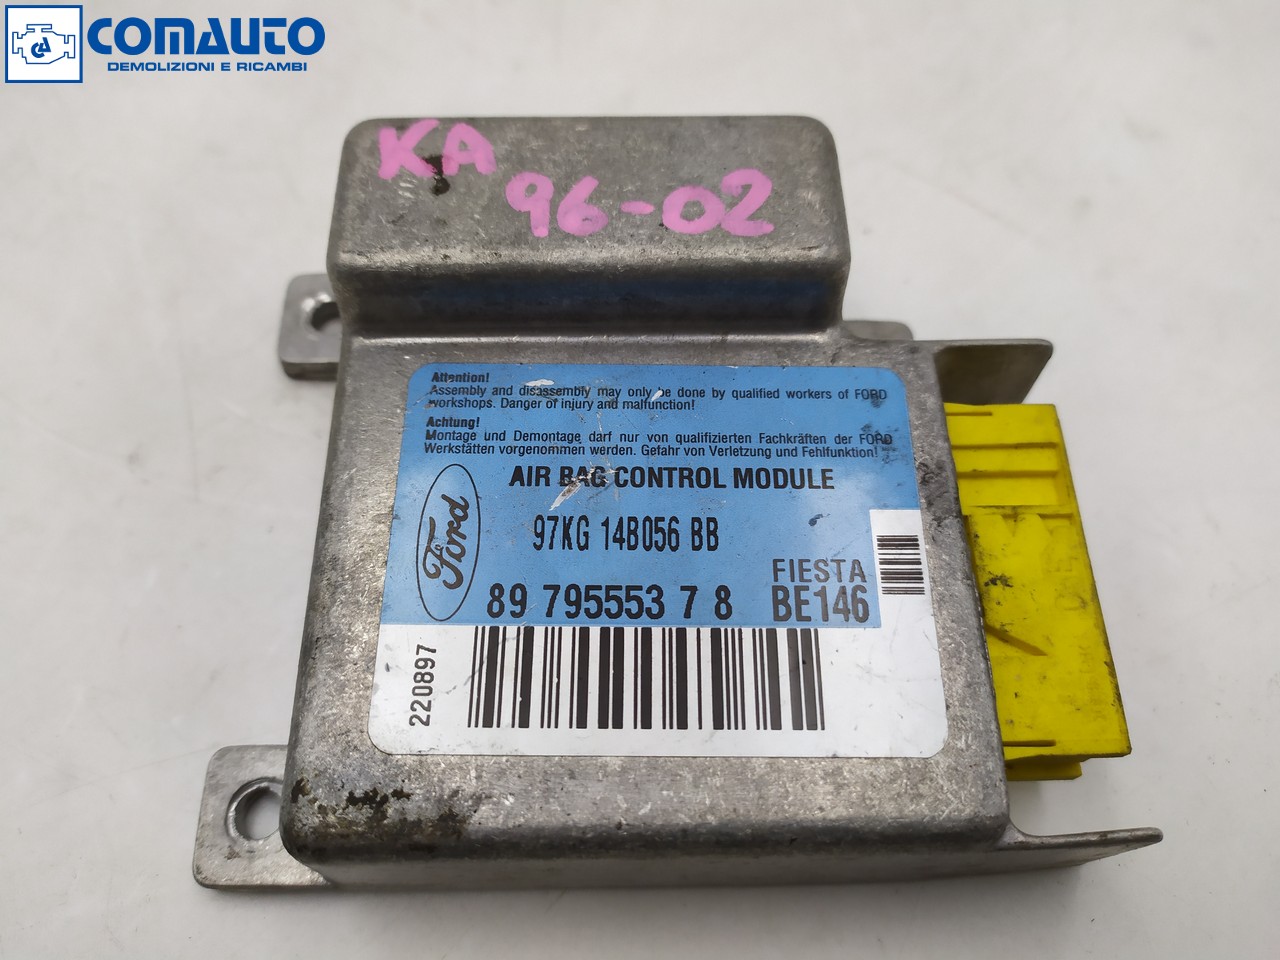 COMAUTO
DEMOLIZIONI E RICAMBI
KA
96-02
Attention!
Assembly and disassembly may only be done by qualified workers of FORD
workshops. Danger of injury and malfunction!
Achtung!
Montage und Demontage darf nur von qualifizierten Fachkräften der FORD
Werkstätten vorgenommen werden. Gefahr von Verletzung und Fehlfunktion!
AIR BAG CONTROL MODULE
Ford
97KG 14B056 BB
FIESTA
89 7955553 7 8 BE146
220897